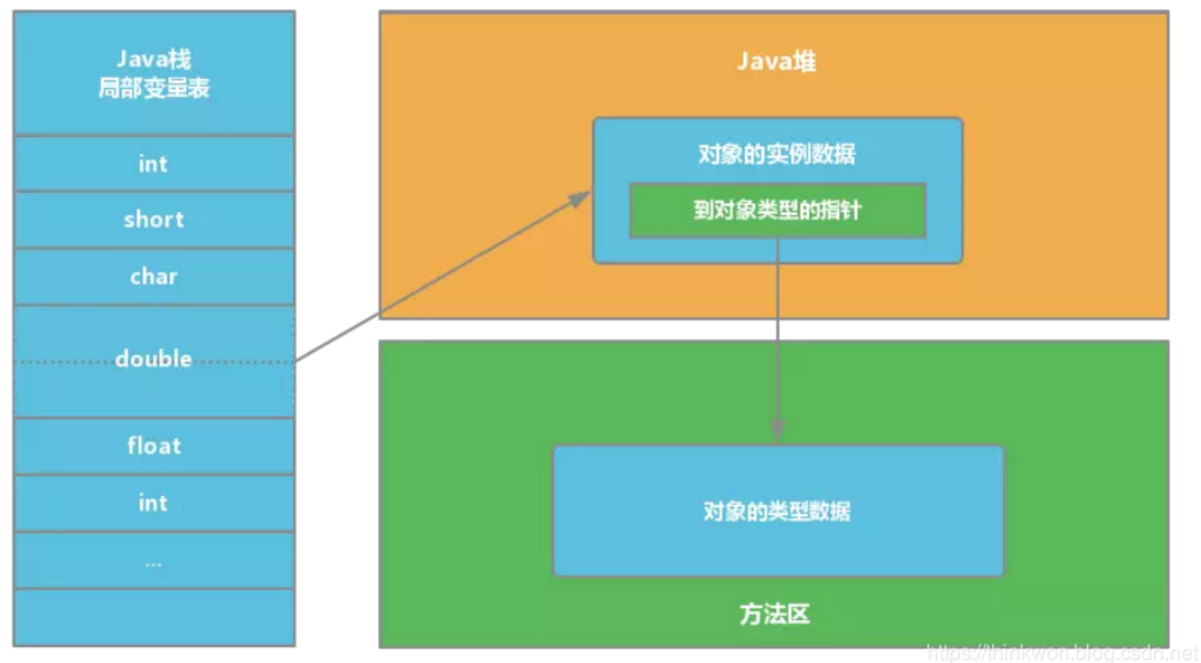 Java栈
局部变量表
int
short
char
double
float
int
...
Java堆
对象的实例数据
到对象类型的指针
对象的类型数据
方法区
https://thinkwon.blog.csdn.net